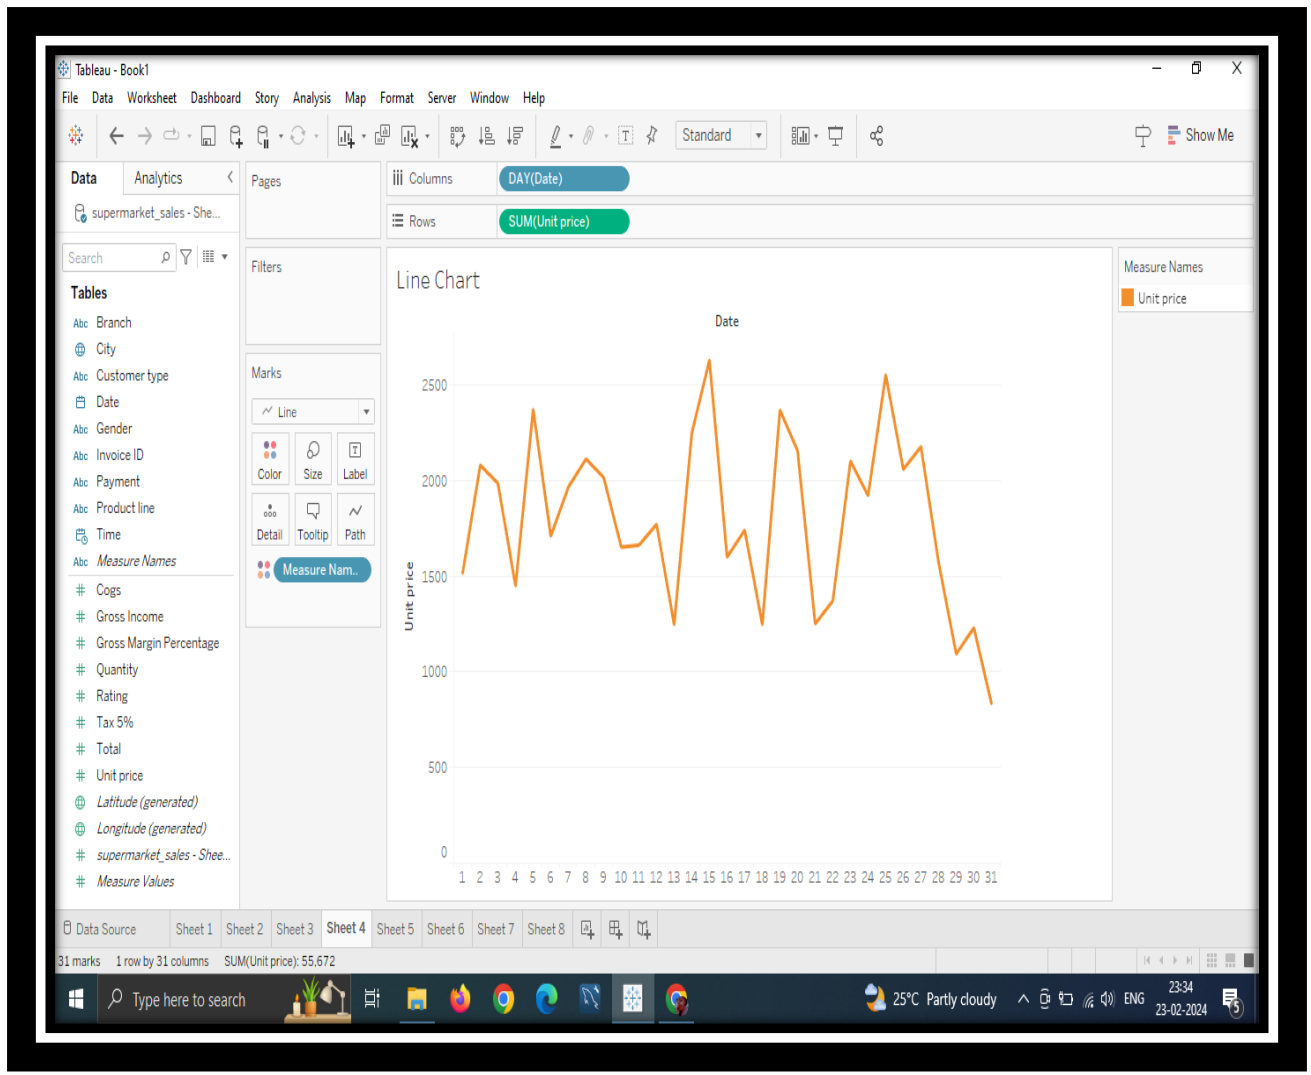 Tableau - Book1
File Data Worksheet Dashboard Story Analysis Map Format Server Window Help
Standard
Show Me
Data Analytics
supermarket_sales - She...
Search
Tables
Abc Branch
City
Abc Customer type
Date
Abc Gender
Abc Invoice ID
Abc Payment
Abc Product line
Time
Abc Measure Names
# Cogs
# Gross Income
# Gross Margin Percentage
# Quantity
# Rating
# Tax 5%
# Total
# Unit price
Latitude (generated)
Longitude (generated)
# supermarket_sales - Shee...
# Measure Values
Pages
Filters
Marks
Line
Color Size Label
Detail Tooltip Path
Measure Nam..
Columns DAY(Date)
Rows SUM(Unit price)
Line Chart
Date
Unit price
2500
2000
1500
1000
500
0
1 2 3 4 5 6 7 8 9 10 11 12 13 14 15 16 17 18 19 20 21 22 23 24 25 26 27 28 29 30 31
Measure Names
Unit price
Data Source Sheet 1 Sheet 2 Sheet 3 Sheet 4 Sheet 5 Sheet 6 Sheet 7 Sheet 8
31 marks 1 row by 31 columns SUM(Unit price): 55,672
Type here to search
25°C Partly cloudy
ENG
23:34
23-02-2024
5